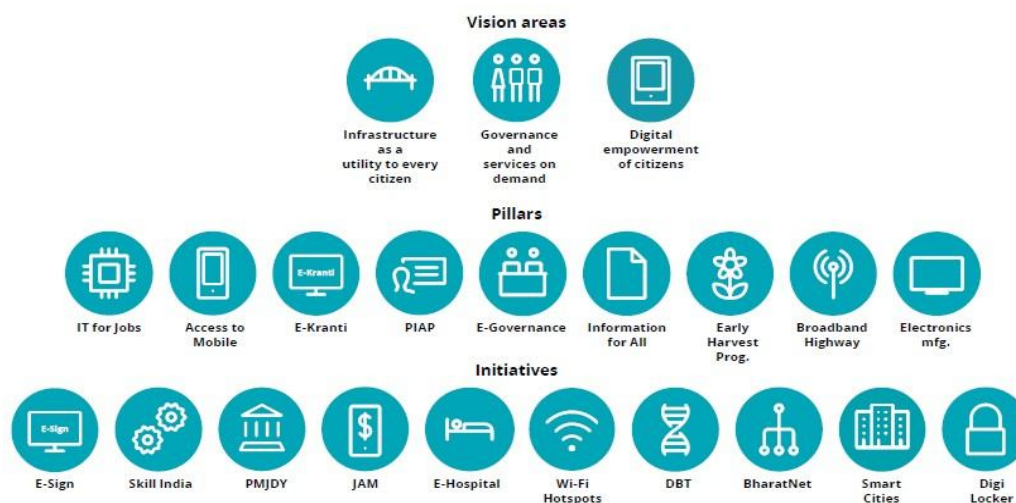 Vision areas
Infrastructure
as a
utility to every
citizen
Governance
and
services on
demand
Digital
empowerment
of citizens
Pillars
E-Kranti
IT for Jobs
Access to
Mobile
E-Kranti
PIAP
E-Governance
Information
for All
Early
Harvest
Prog.
Broadband
Highway
Electronics
mfg.
Initiatives
E-Sign
$
E-Sign
Skill India
PMJDY
JAM
E-Hospital
Wi-Fi
Hotspots
DBT
BharatNet
Smart
Cities
Digi
Locker